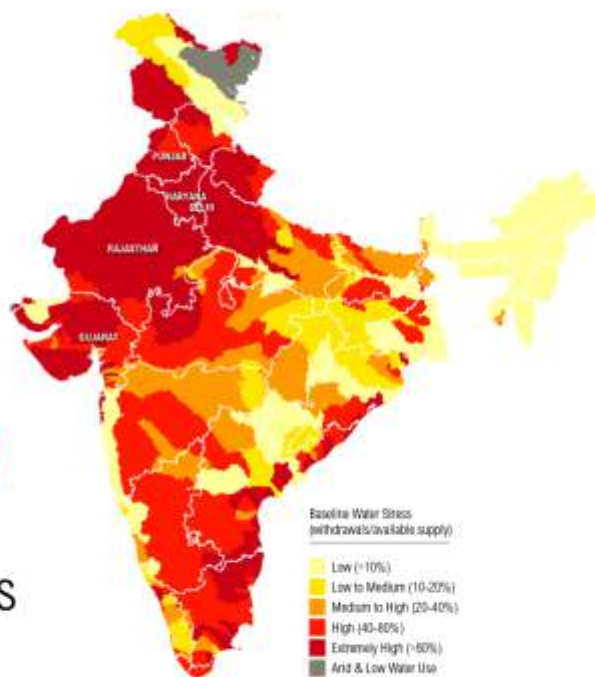 PUNJAB
HARYANA
DELHI
RAJASTHAN
GUJARAT
S
Baseline Water Stress
(withdrawals/available supply)
Low (<10%)
Low to Medium (10-20%)
Medium to High (20-40%)
High (40-80%)
Extremely High (>80%)
Arid & Low Water Use